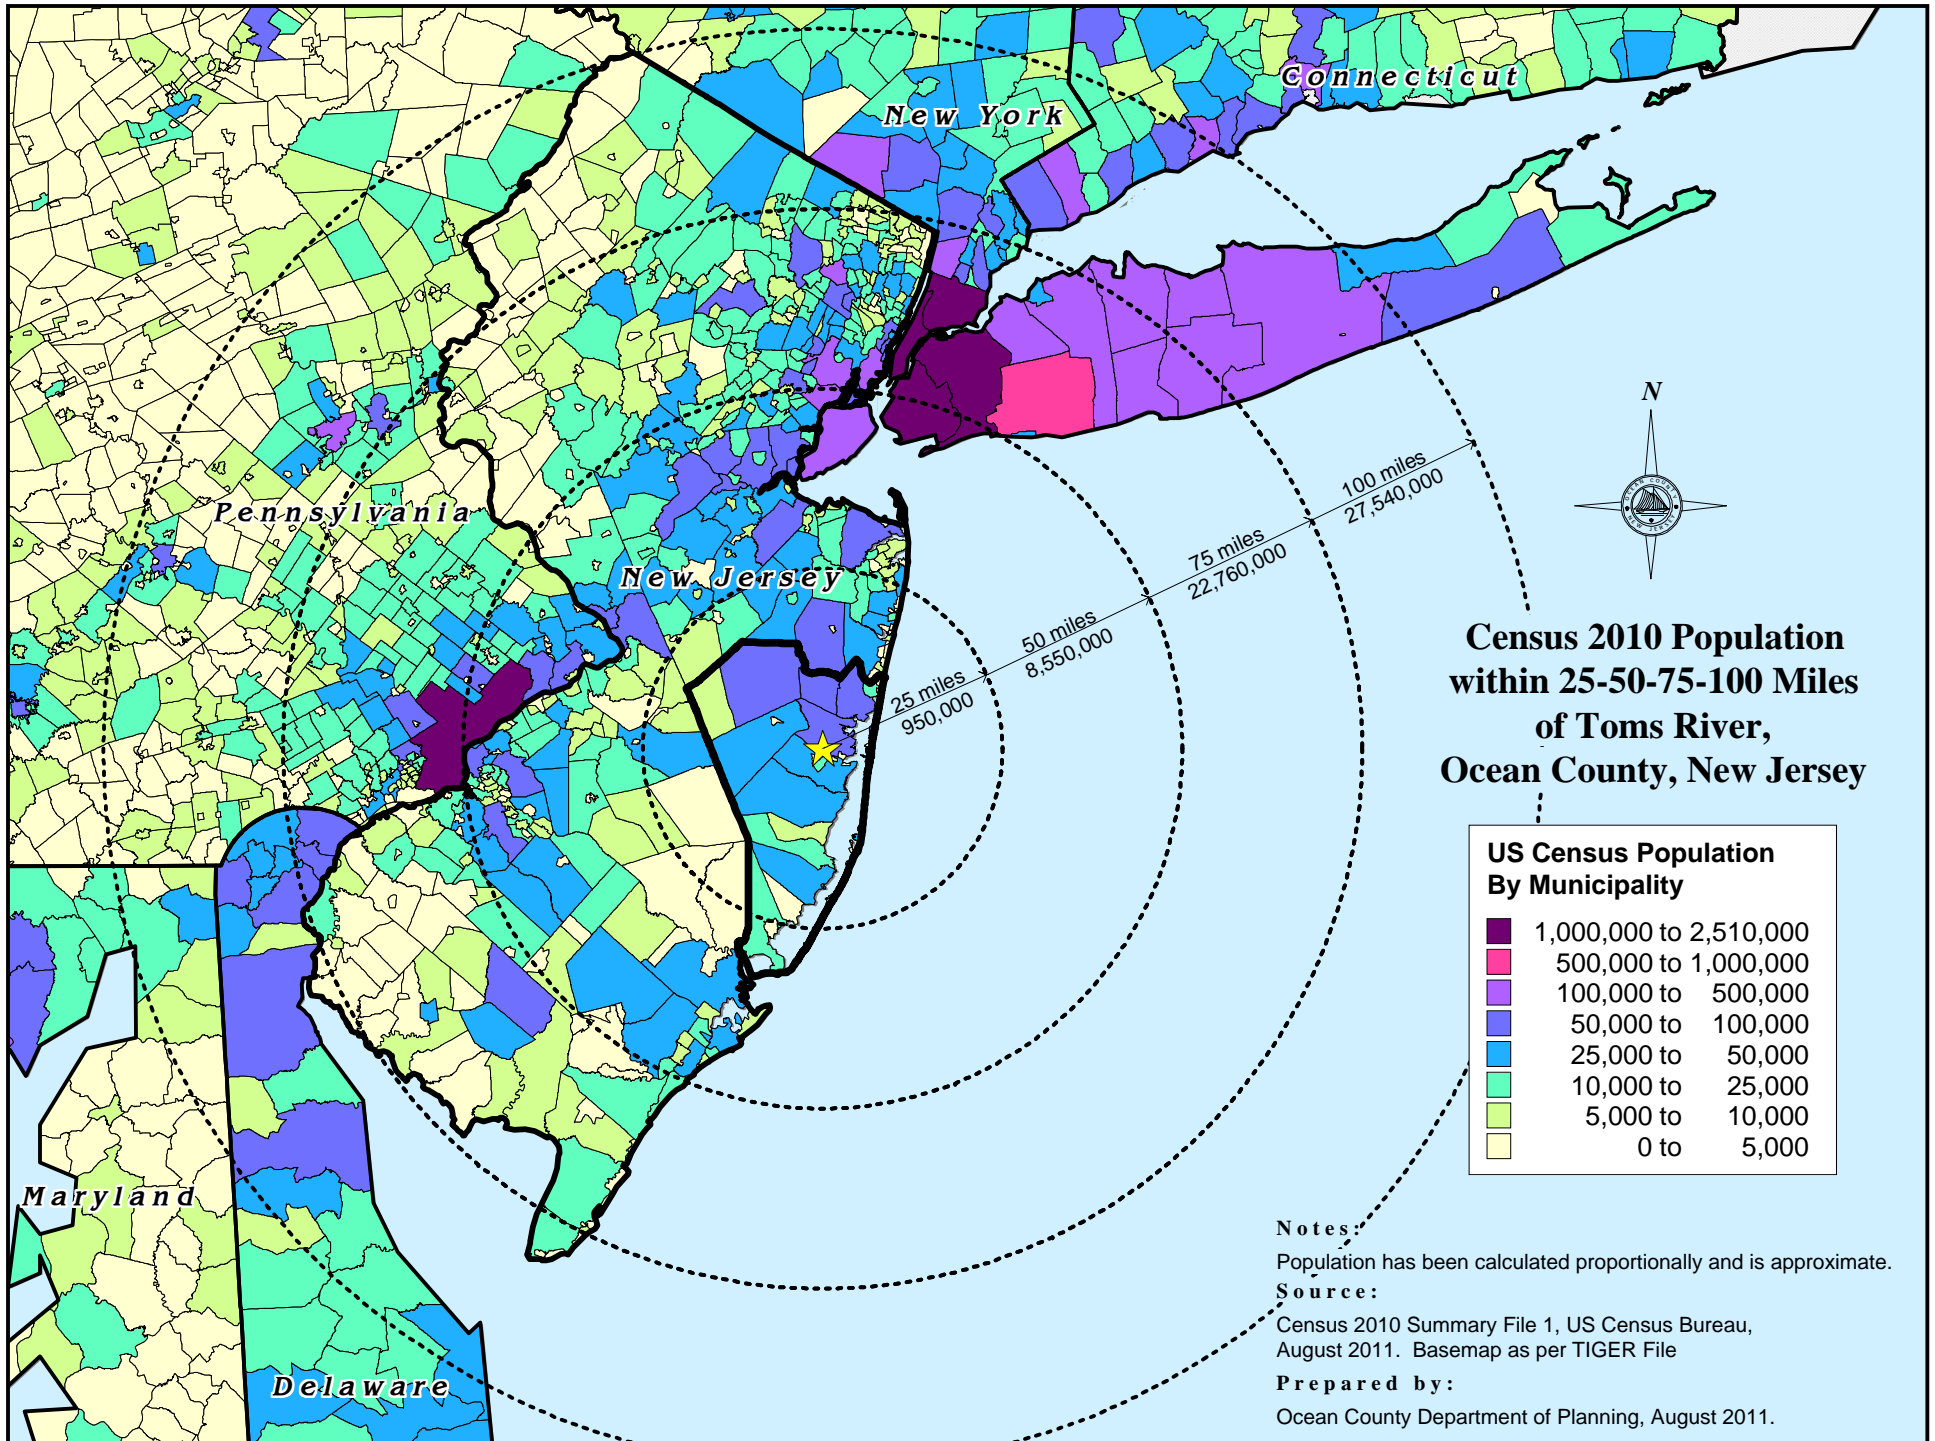 Connecticut
New York
N
OCEAN COUNTY
NEW JERSEY
100 miles
27,540,000
Pennsylvania
75 miles
22,760,000
New Jersey
50 miles
8,550,000
25 miles
950,000
Census 2010 Population
within 25-50-75-100 Miles
of Toms River,
Ocean County, New Jersey
US Census Population
By Municipality
1,000,000 to 2,510,000
500,000 to 1,000,000
100,000 to 500,000
50,000 to 100,000
25,000 to 50,000
10,000 to 25,000
5,000 to 10,000
0 to 5,000
Maryland
Delaware
Notes:
Population has been calculated proportionally and is approximate.
Source:
Census 2010 Summary File 1, US Census Bureau,
August 2011. Basemap as per TIGER File
Prepared by:
Ocean County Department of Planning, August 2011.